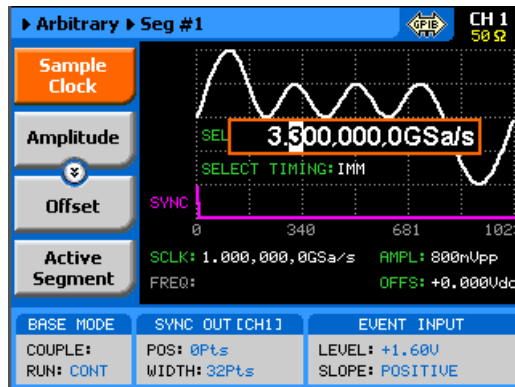 Arbitrary Seg #1
GPIB
CH 1
50 Ω
Sample Clock
Amplitude
Offset
Active Segment
SEL
3.300,000,0GSa/s
SELECT TIMING: IMM
SYNC
0 340 681 102
SCLK: 1.000,000,0GSa/s AMPL: 800mVpp
FREQ: OFFS: +0.000Vdc
BASE MODE
COUPLE:
RUN: CONT
SYNC OUT [CH1]
POS: 0Pts
WIDTH: 32Pts
EVENT INPUT
LEVEL: +1.60V
SLOPE: POSITIVE